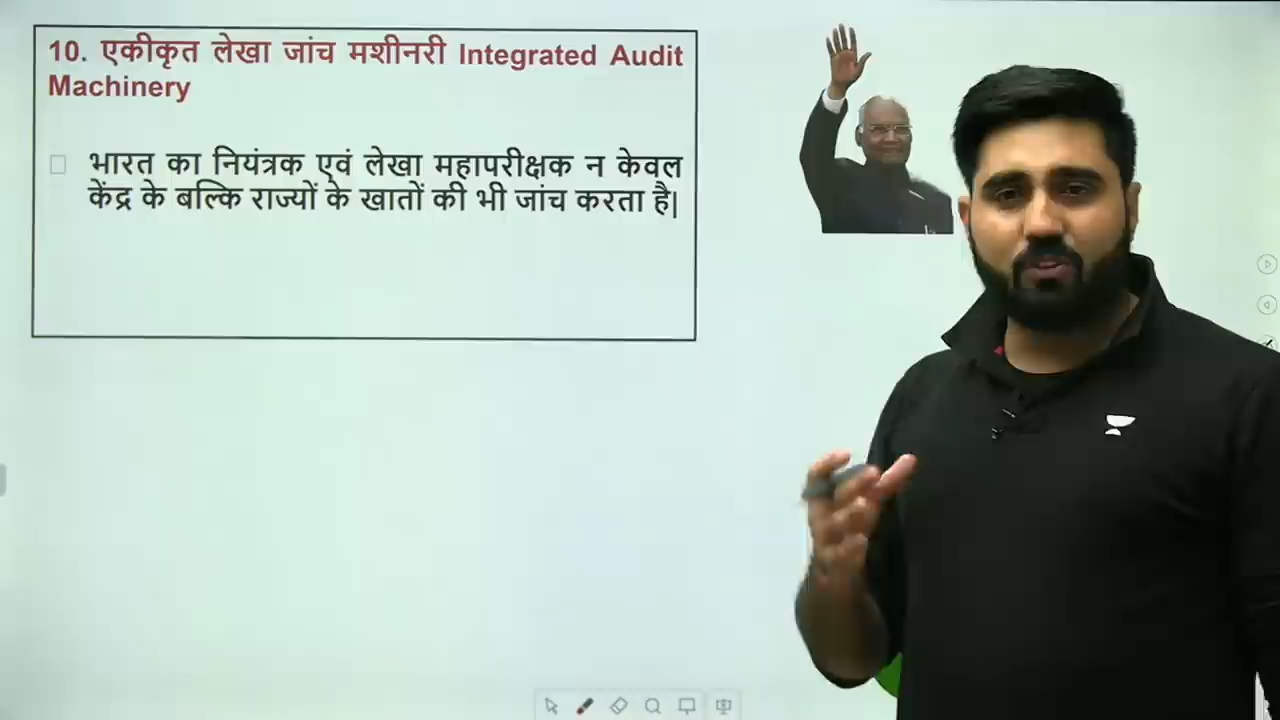 10. एकीकृत लेखा जांच मशीनरी Integrated Audit
Machinery
भारत का नियंत्रक एवं लेखा महापरीक्षक न केवल
केंद्र के बल्कि राज्यों के खातों की भी जांच करता है|